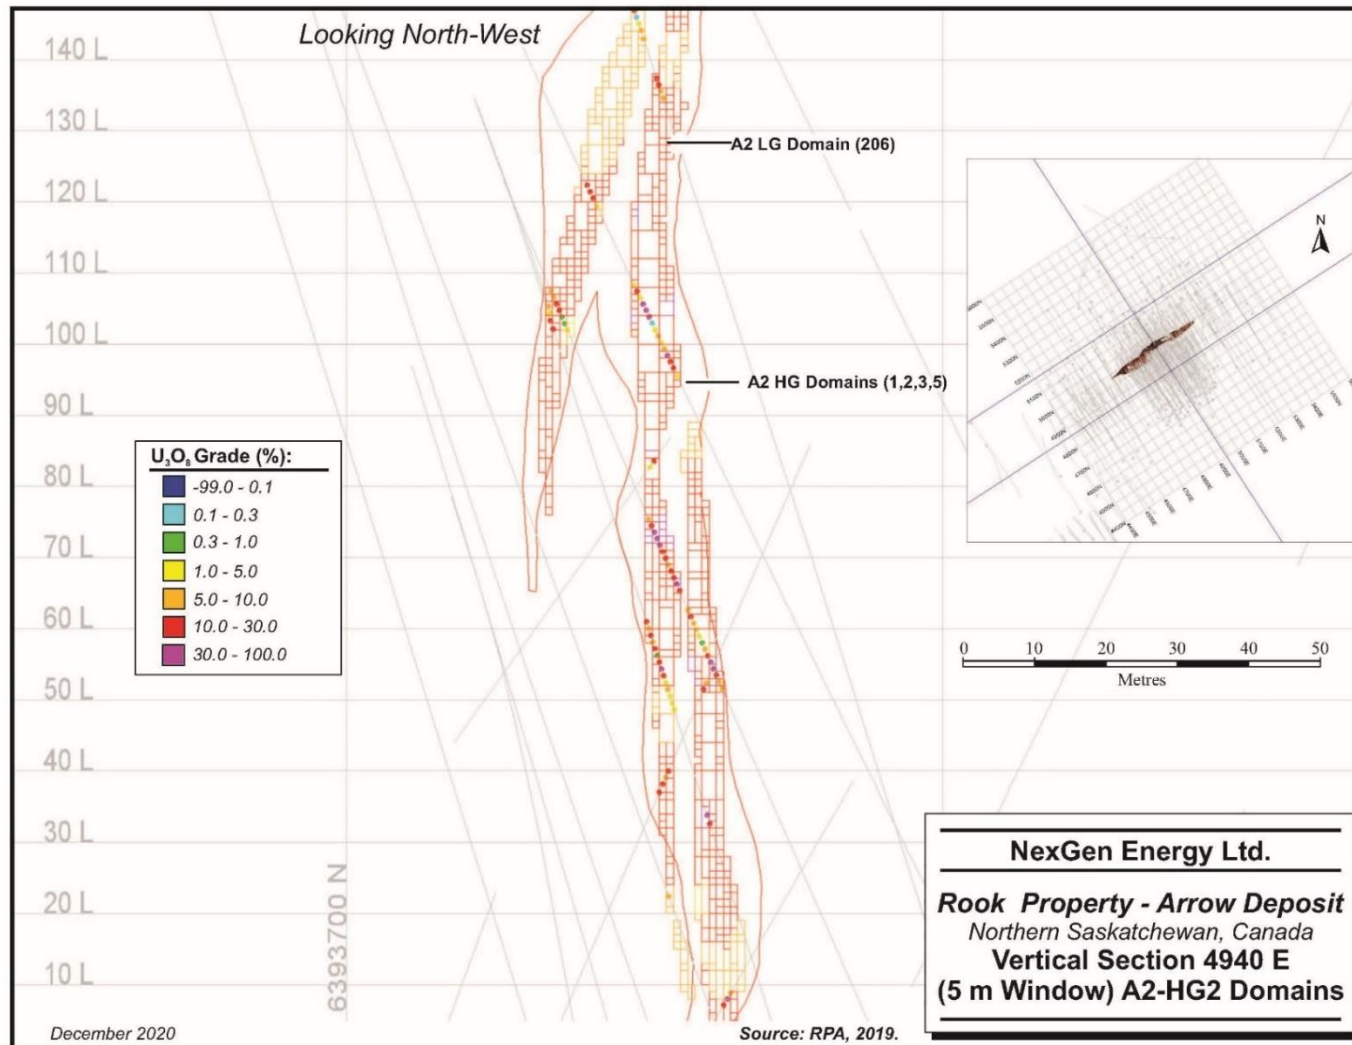 Looking North-West
140 L
130 L
A2 LG Domain (206)
120 L
110 L
100 L
A2 HG Domains (1,2,3,5)
90 L
80 L
70 L
60 L
50 L
40 L
30 L
20 L
10 L
6393700 N
U₃O₈ Grade (%):
-99.0 - 0.1
0.1 - 0.3
0.3 - 1.0
1.0 - 5.0
5.0 - 10.0
10.0 - 30.0
30.0 - 100.0
N
0 10 20 30 40 50
Metres
NexGen Energy Ltd.
Rook Property - Arrow Deposit
Northern Saskatchewan, Canada
Vertical Section 4940 E
(5 m Window) A2-HG2 Domains
December 2020
Source: RPA, 2019.